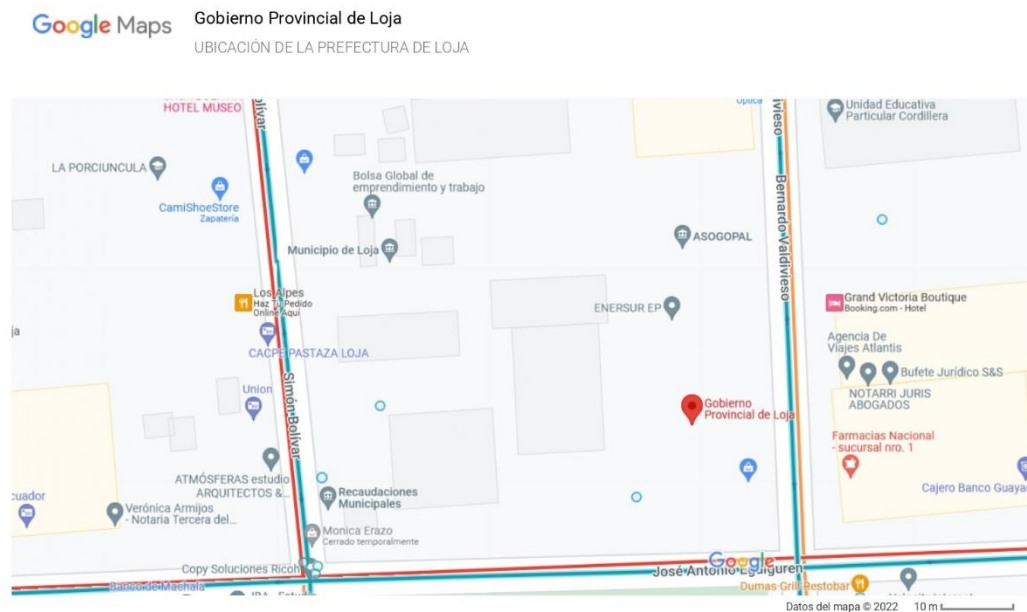 Google Maps
Gobierno Provincial de Loja
UBICACIÓN DE LA PREFECTURA DE LOJA
HOTEL MUSEO
olívar
Óptica
divieso
Unidad Educativa
Particular Cordillera
LA PORCIUNCULA
CamiShoeStore
Zapatería
Bolsa Global de
emprendimiento y trabajo
Municipio de Loja
ASOGOPAL
Bernardo Valdivieso
Los Alpes
Haz Tu Pedido
Online Aquí
ENERSUR EP
Grand Victoria Boutique
Booking.com - Hotel
ja
CACPE PASTAZA LOJA
Agencia De
Viajes Atlantis
Bufete Jurídico S&S
NOTARRI JURIS
ABOGADOS
Union
Simón Bolívar
Gobierno
Provincial de Loja
Farmacias Nacional
- sucursal nro. 1
ATMÓSFERAS estudio
ARQUITECTOS &...
Recaudaciones
Municipales
Cajero Banco Guaya
cuador
Verónica Armijos
- Notaria Tercera del...
Monica Erazo
Cerrado temporalmente
Copy Soluciones Ricoh
Google
José Antonio Eguiguren
Banco de Machala
Dumas Grill Restobar
Datos del mapa © 2022
10 m